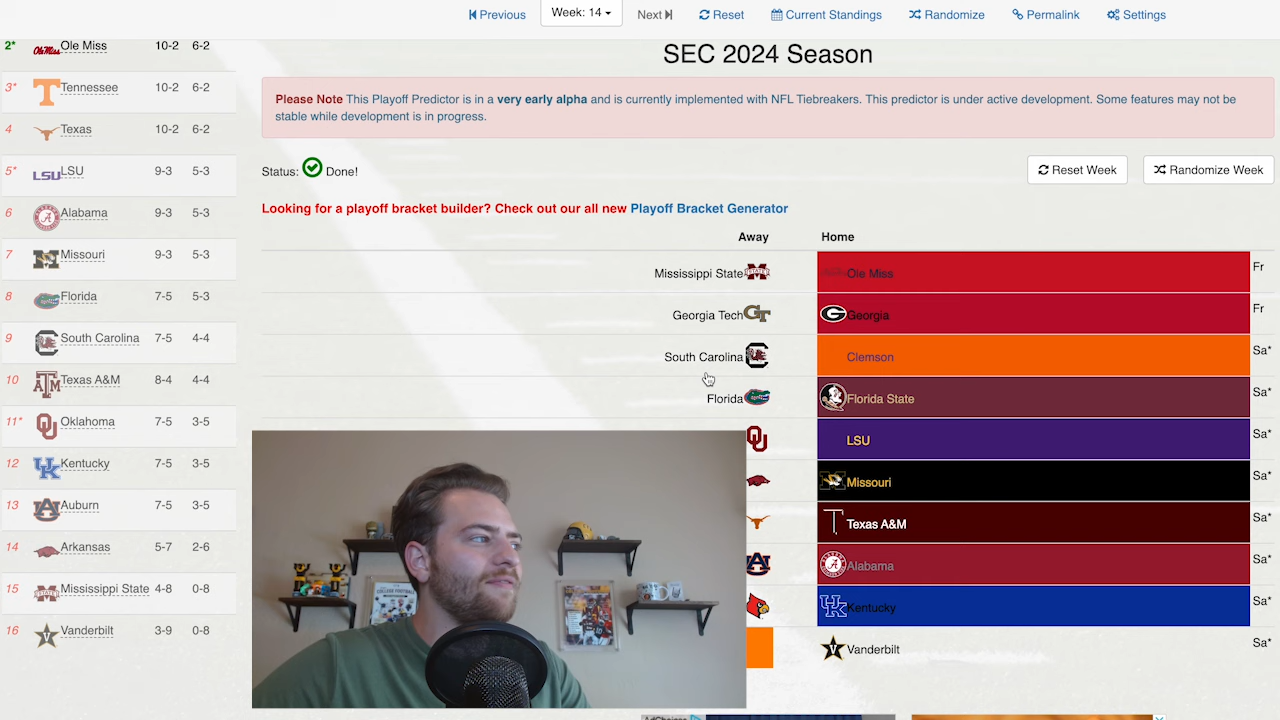 Previous
Week: 14
Next
Reset
Current Standings
Randomize
Permalink
Settings
SEC 2024 Season
Please Note This Playoff Predictor is in a very early alpha and is currently implemented with NFL Tiebreakers. This predictor is under active development. Some features may not be
stable while development is in progress.
Status: Done!
Reset Week
Randomize Week
Looking for a playoff bracket builder? Check out our all new Playoff Bracket Generator
Away Home
2* Ole Miss 10-2 6-2
3* Tennessee 10-2 6-2
4 Texas 10-2 6-2
5* LSU LSU 9-3 5-3
6 Alabama 9-3 5-3
7 Missouri 9-3 5-3
8 Florida 7-5 5-3
9 South Carolina 7-5 4-4
10 Texas A&M 8-4 4-4
11* Oklahoma 7-5 3-5
12 Kentucky 7-5 3-5
13 Auburn 7-5 3-5
14 Arkansas 5-7 2-6
15 Mississippi State 4-8 0-8
16 Vanderbilt 3-9 0-8
Mississippi State Ole Miss Fr
Georgia Tech Georgia Fr
South Carolina Clemson Sa*
Florida Florida State Sa*
LSU Sa*
Missouri Sa*
Texas A&M Sa*
Alabama Sa*
Kentucky Sa*
Vanderbilt Sa*
AdChoices